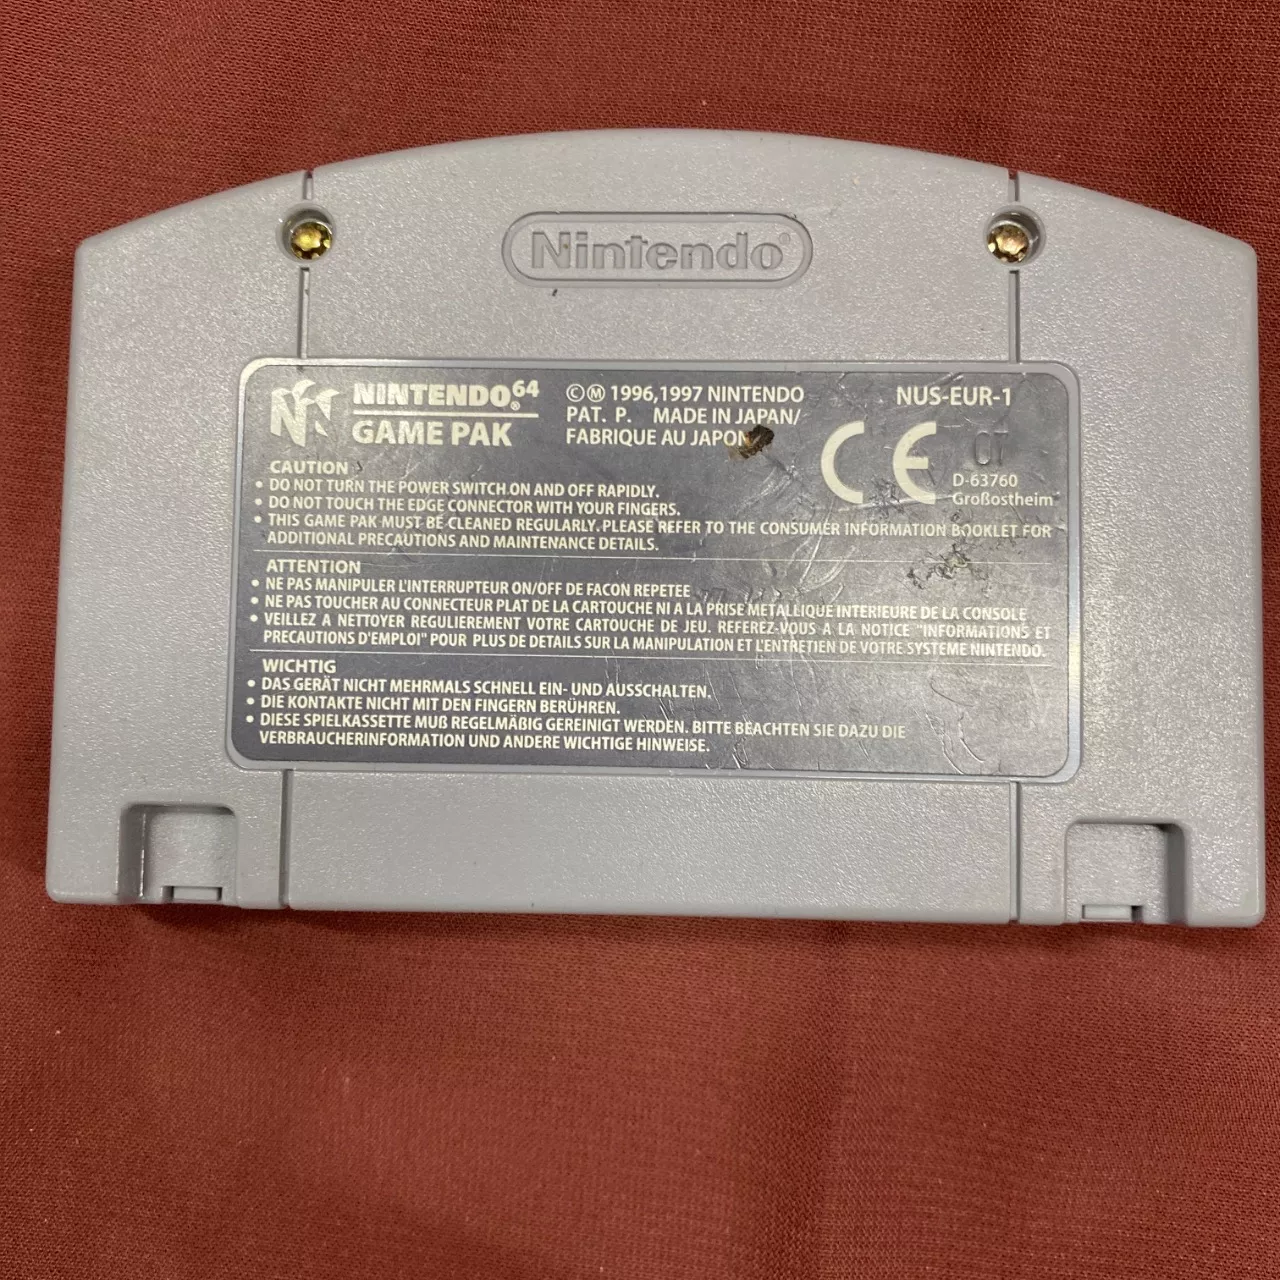 Nintendo®
NINTENDO⁶⁴®
GAME PAK
©Ⓜ 1996,1997 NINTENDO
PAT. P. MADE IN JAPAN/
FABRIQUE AU JAPON
NUS-EUR-1
CE
D-63760
Großostheim
CAUTION
• DO NOT TURN THE POWER SWITCH ON AND OFF RAPIDLY.
• DO NOT TOUCH THE EDGE CONNECTOR WITH YOUR FINGERS.
• THIS GAME PAK MUST BE CLEANED REGULARLY. PLEASE REFER TO THE CONSUMER INFORMATION BOOKLET FOR
ADDITIONAL PRECAUTIONS AND MAINTENANCE DETAILS.
ATTENTION
• NE PAS MANIPULER L'INTERRUPTEUR ON/OFF DE FACON REPETEE
• NE PAS TOUCHER AU CONNECTEUR PLAT DE LA CARTOUCHE NI A LA PRISE METALLIQUE INTERIEURE DE LA CONSOLE
• VEILLEZ A NETTOYER REGULIEREMENT VOTRE CARTOUCHE DE JEU. REFEREZ-VOUS A LA NOTICE "INFORMATIONS ET
PRECAUTIONS D'EMPLOI" POUR PLUS DE DETAILS SUR LA MANIPULATION ET L'ENTRETIEN DE VOTRE SYSTEME NINTENDO.
WICHTIG
• DAS GERÄT NICHT MEHRMALS SCHNELL EIN- UND AUSSCHALTEN.
• DIE KONTAKTE NICHT MIT DEN FINGERN BERÜHREN.
• DIESE SPIELKASSETTE MUß REGELMÄßIG GEREINIGT WERDEN. BITTE BEACHTEN SIE DAZU DIE
VERBRAUCHERINFORMATION UND ANDERE WICHTIGE HINWEISE.